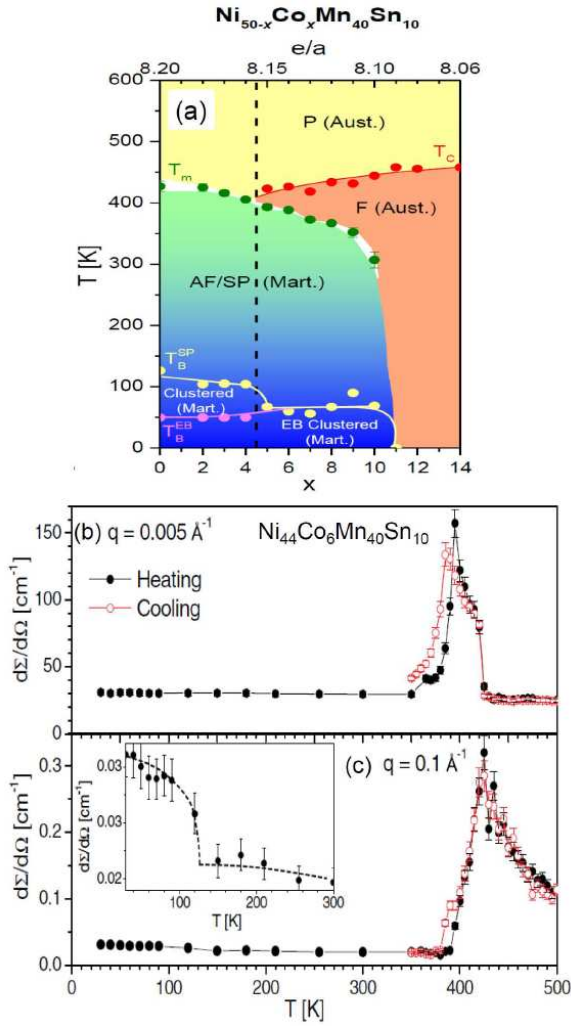 Ni50-xCoxMn40Sn10
e/a
8.20 8.15 8.10 8.06
600
500
400
300
200
100
0
T [K]
(a)
P (Aust.)
TC
Tm
F (Aust.)
AF/SP (Mart.)
TBSP
Clustered
(Mart.)
TBEB
EB Clustered
(Mart.)
0 2 4 6 8 10 12 14
x
(b) q = 0.005 Å-1 Ni44Co6Mn40Sn10
Heating
Cooling
150
100
50
0
dΣ/dΩ [cm-1]
(c) q = 0.1 Å-1
0.3
0.2
0.1
0.0
dΣ/dΩ [cm-1]
0.03
0.03
0.02
dΣ/dΩ [cm-1]
100 200 300
T [K]
0 100 200 300 400 500
T [K]